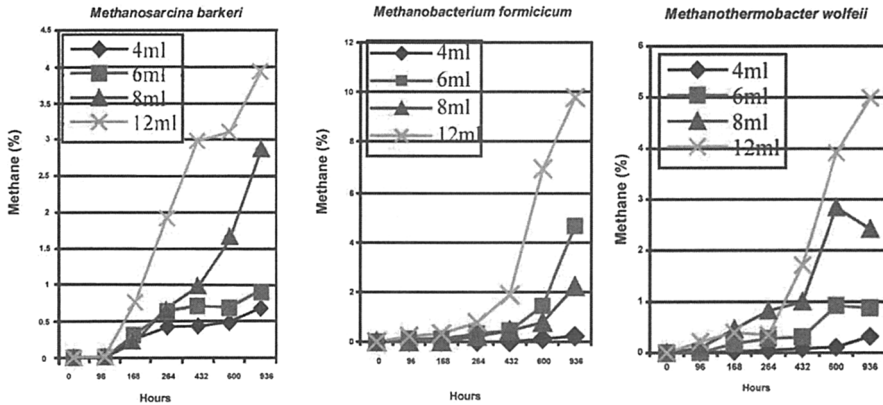 Methanosarcina barkeri
4ml
6ml
8ml
12ml
4.5
4
3.5
3
2.5
2
1.5
1
0.5
0
Methane (%)
0 96 168 264 432 600 936
Hours
Methanobacterium formicicum
4ml
6ml
8ml
12ml
12
10
8
6
4
2
0
Methane (%)
0 96 168 264 432 600 936
Hours
Methanothermobacter wolfeii
4ml
6ml
8ml
12ml
6
5
4
3
2
1
0
Methane (%)
0 96 168 264 432 600 936
Hours